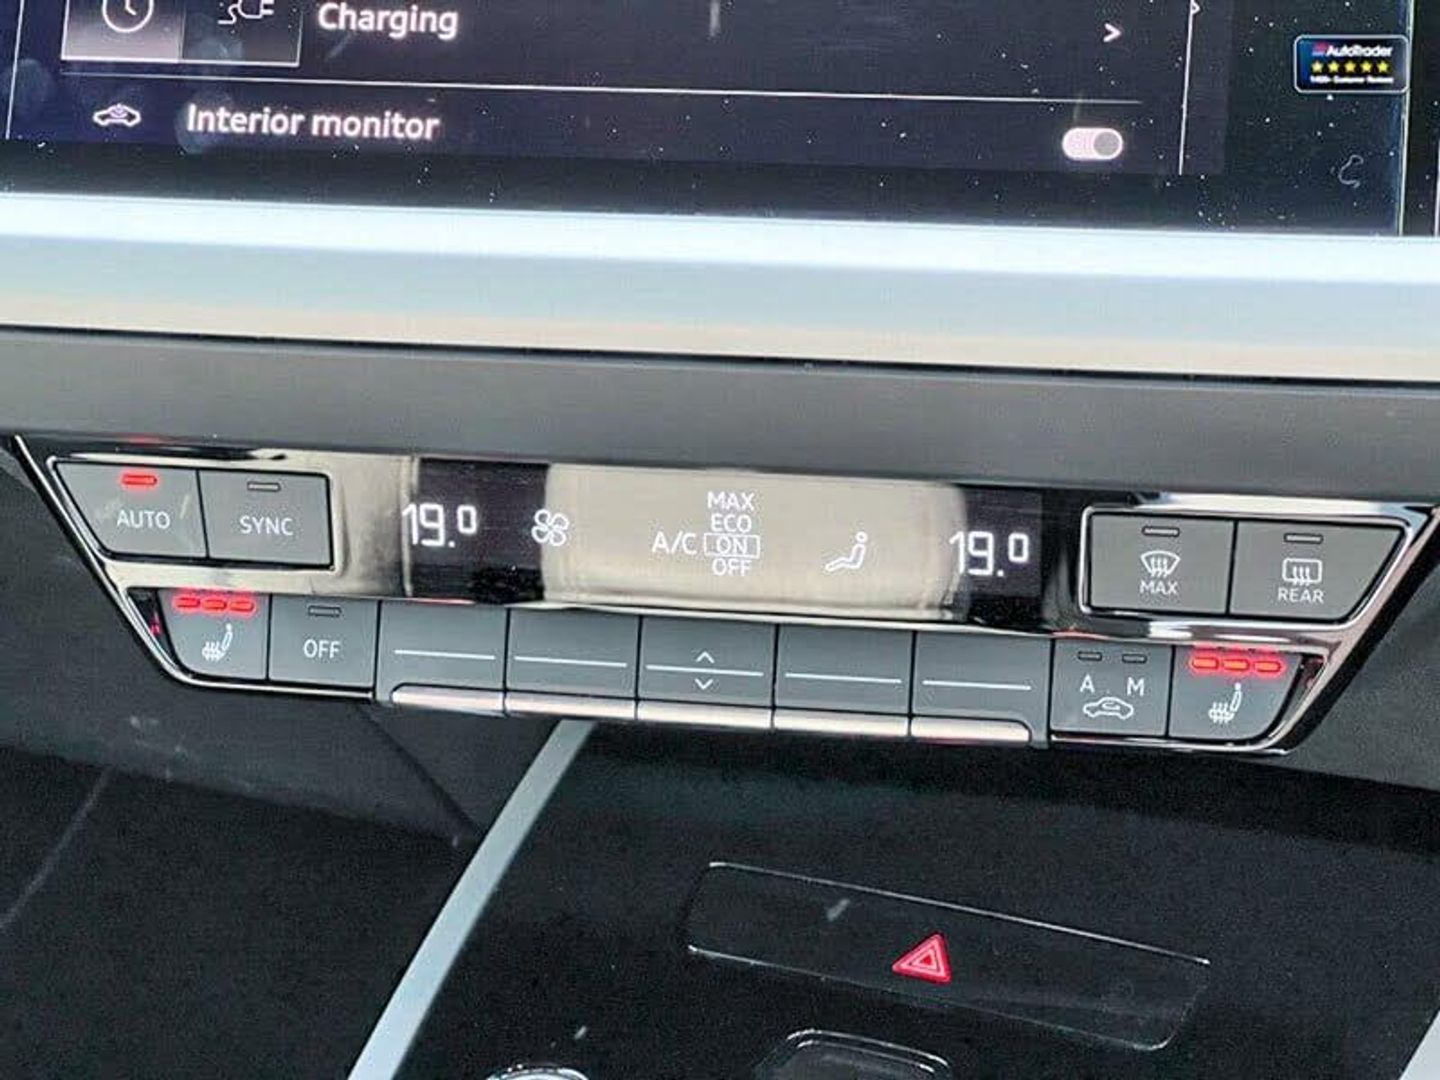 Charging
Interior monitor
AutoTrader
AUTO
SYNC
19.0
MAX
ECO
A/C ON
OFF
19.0
MAX
REAR
OFF
A M